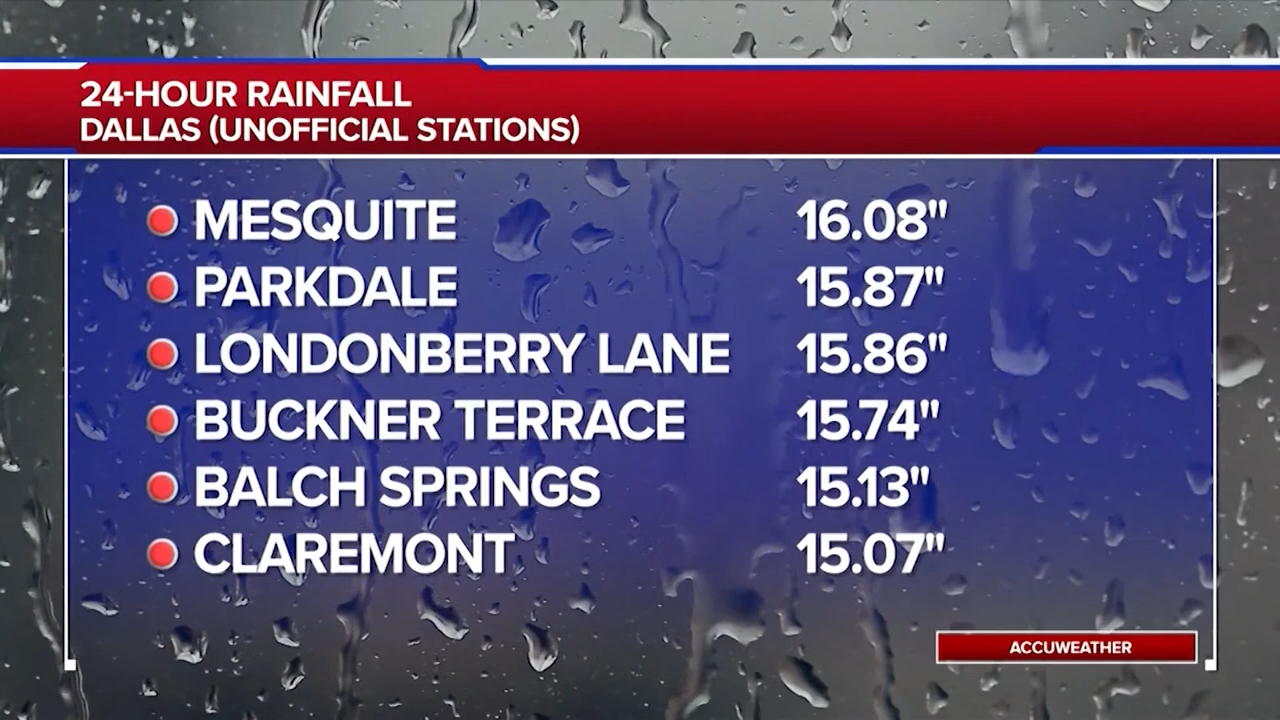 24-HOUR RAINFALL
DALLAS (UNOFFICIAL STATIONS)
MESQUITE 16.08"
PARKDALE 15.87"
LONDONBERRY LANE 15.86"
BUCKNER TERRACE 15.74"
BALCH SPRINGS 15.13"
CLAREMONT 15.07"
ACCUWEATHER